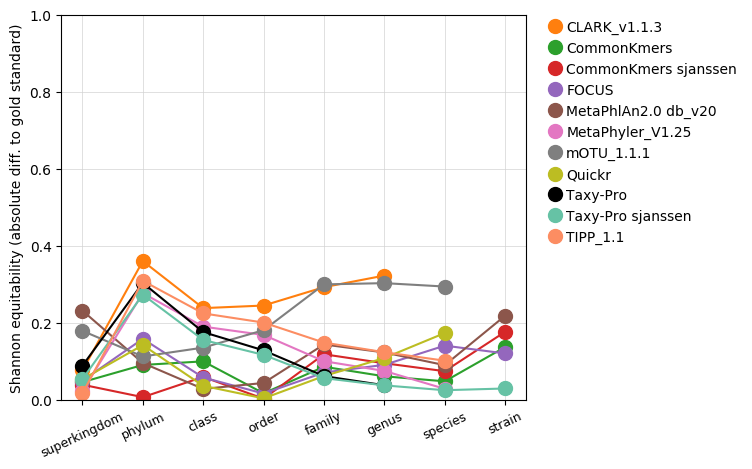 Shannon equitability (absolute diff. to gold standard)
1.0
0.8
0.6
0.4
0.2
0.0
superkingdom
phylum
class
order
family
genus
species
strain
CLARK_v1.1.3
CommonKmers
CommonKmers sjanssen
FOCUS
MetaPhlAn2.0 db_v20
MetaPhyler_V1.25
mOTU_1.1.1
Quickr
Taxy-Pro
Taxy-Pro sjanssen
TIPP_1.1